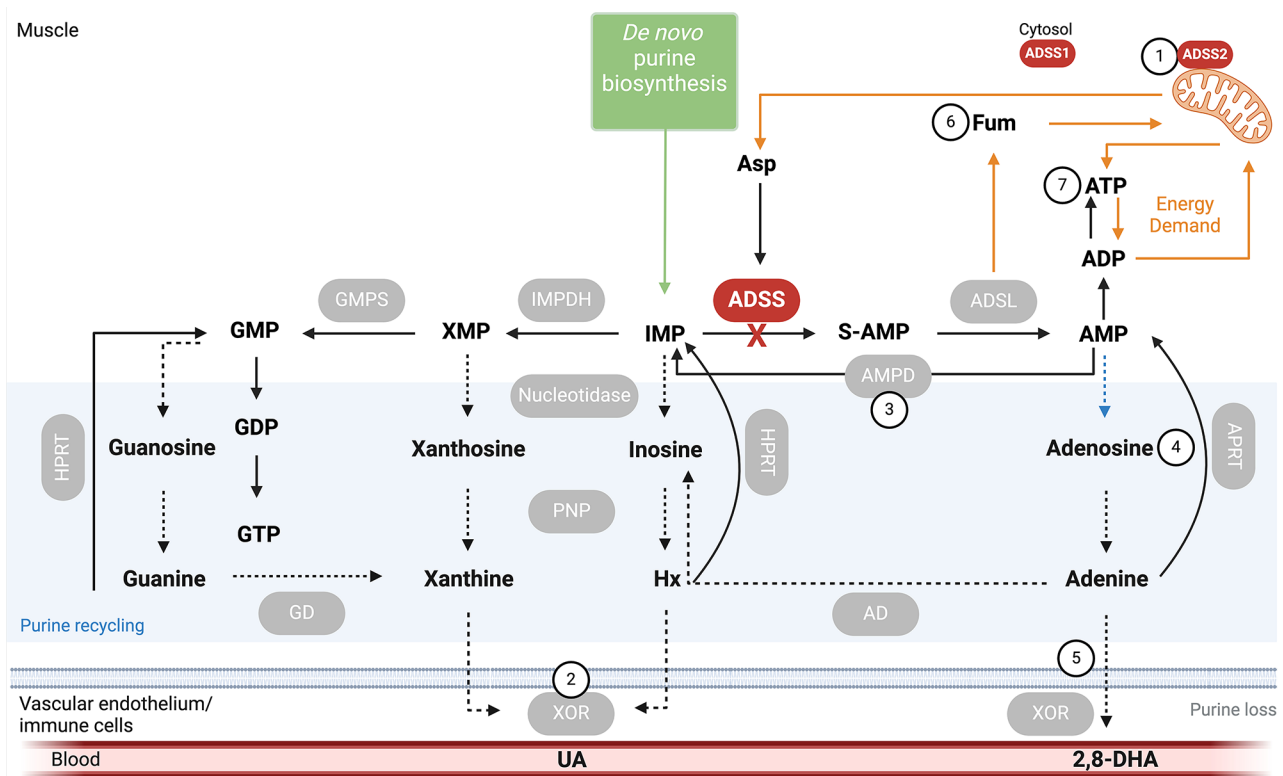 Muscle
De novo
purine
biosynthesis
Cytosol
ADSS1
1
ADSS2
6
Fum
Asp
7
ATP
Energy
Demand
ADP
GMPS
IMPDH
ADSS
ADSL
GMP
XMP
IMP
X
S-AMP
AMP
AMPD
3
Nucleotidase
HPRT
Guanosine
GDP
Xanthosine
Inosine
HPRT
Adenosine
4
APRT
PNP
GTP
Guanine
Xanthine
Hx
Adenine
GD
AD
Purine recycling
5
2
Vascular endothelium/
immune cells
XOR
XOR
Purine loss
Blood
UA
2,8-DHA